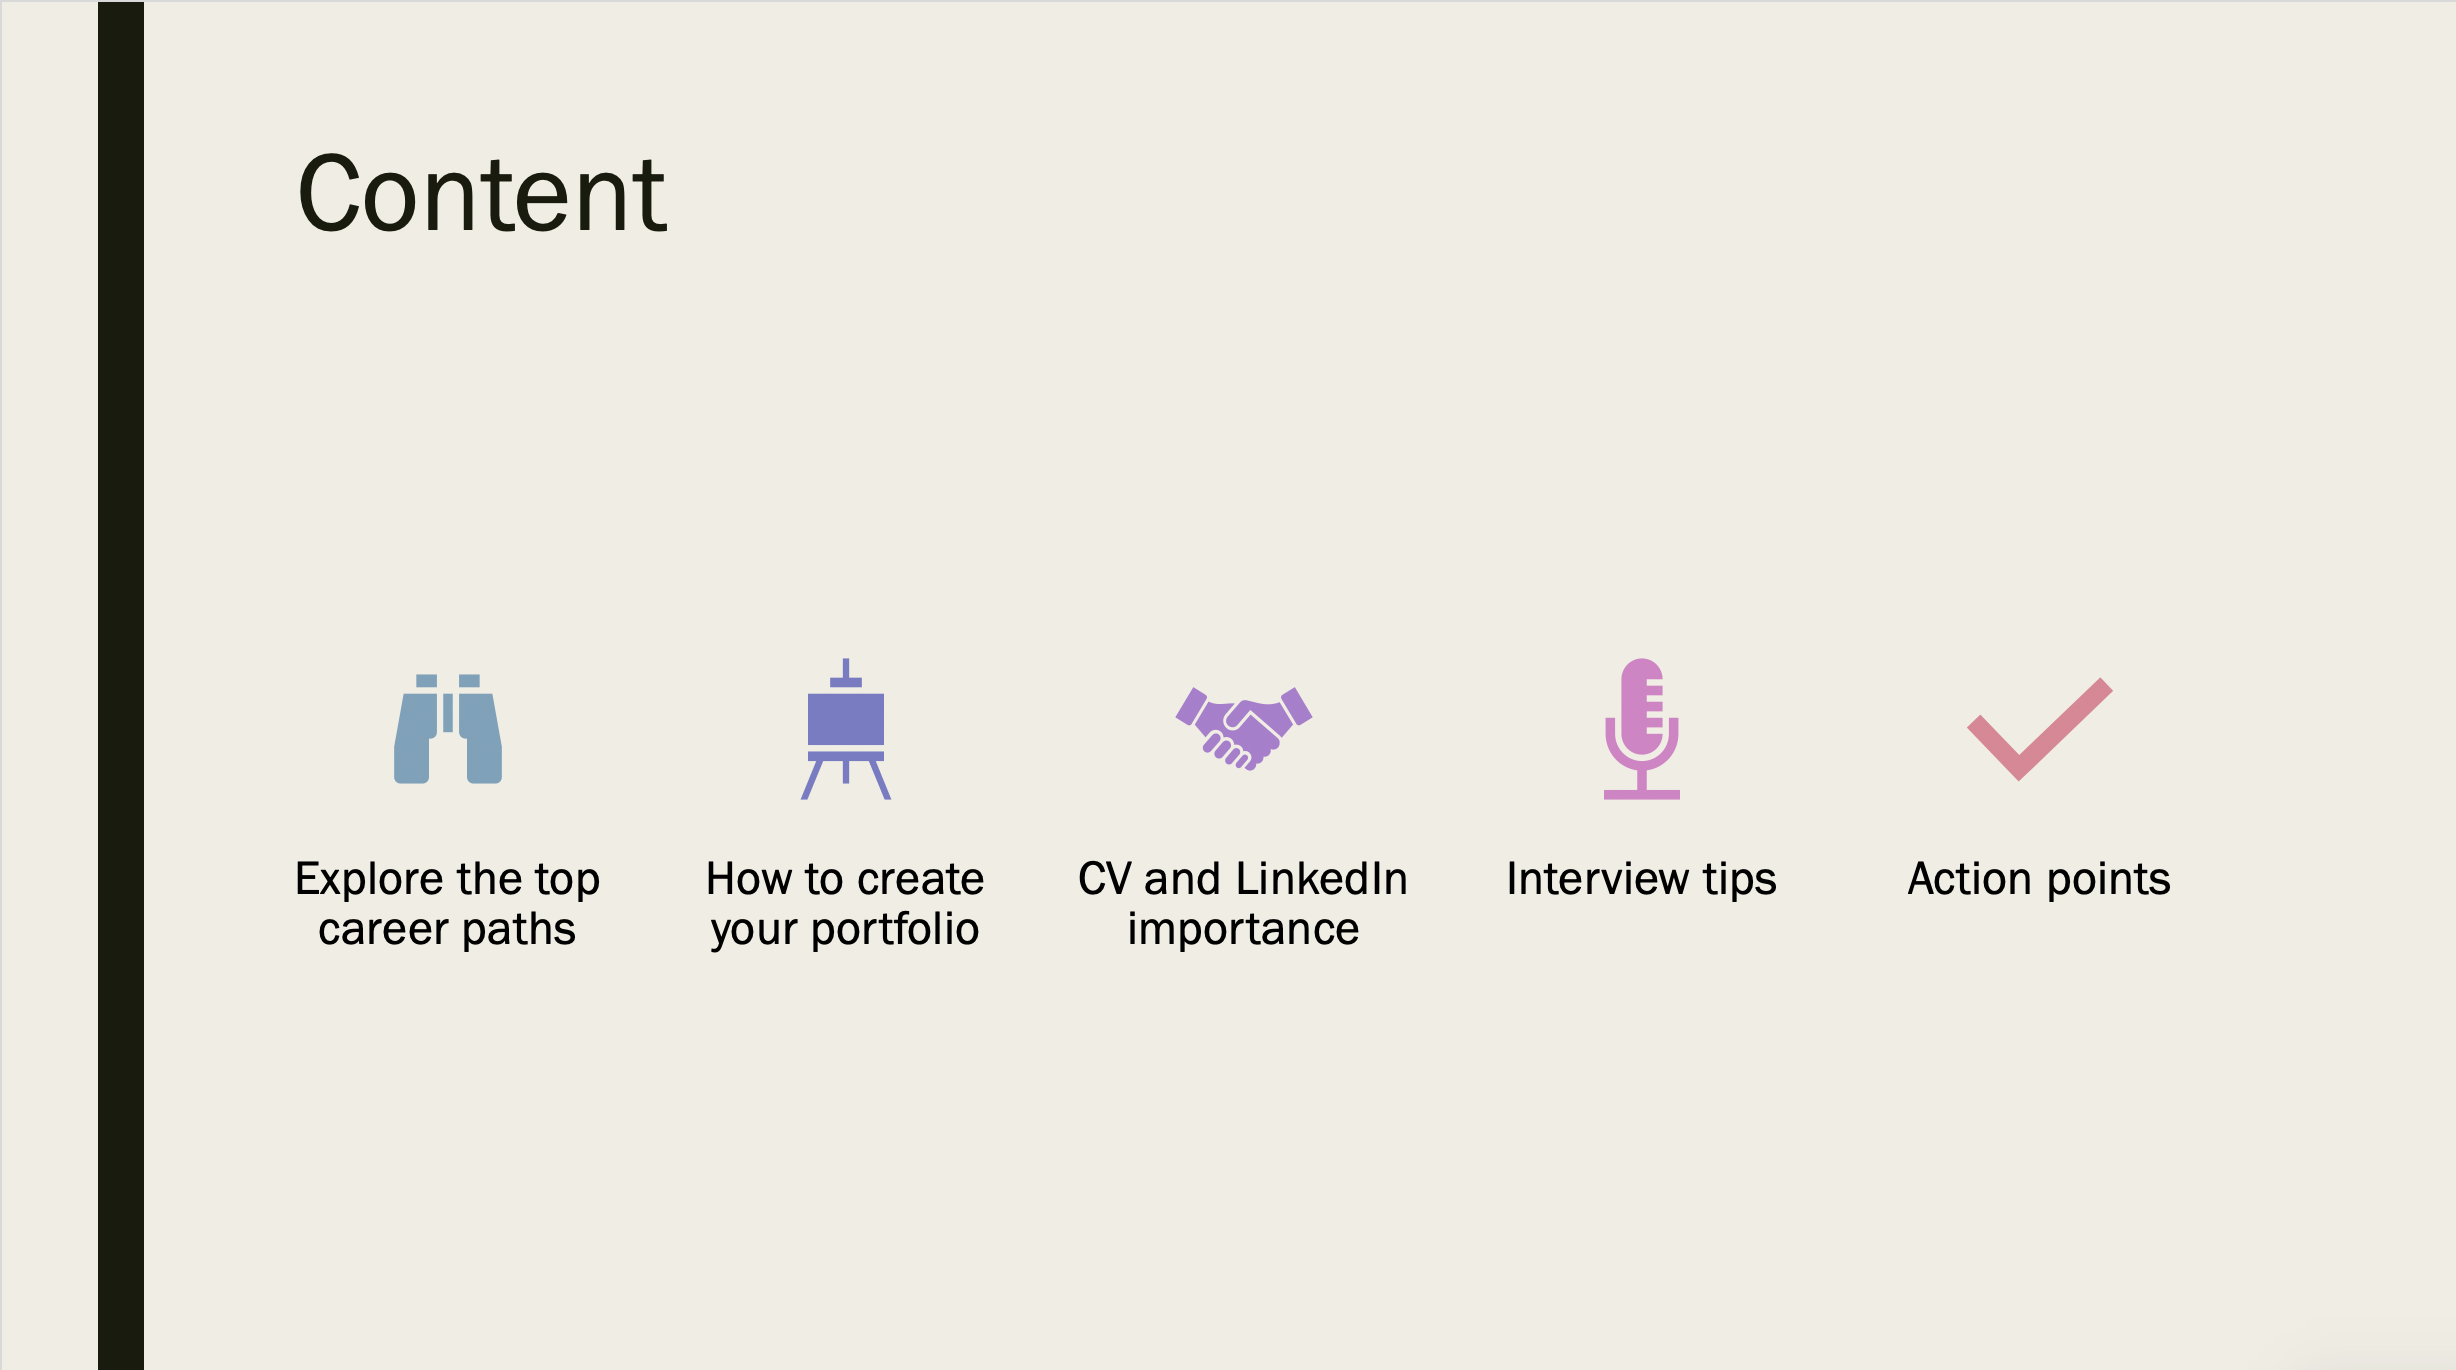 Content
Explore the top
career paths
How to create
your portfolio
CV and LinkedIn
importance
Interview tips
Action points